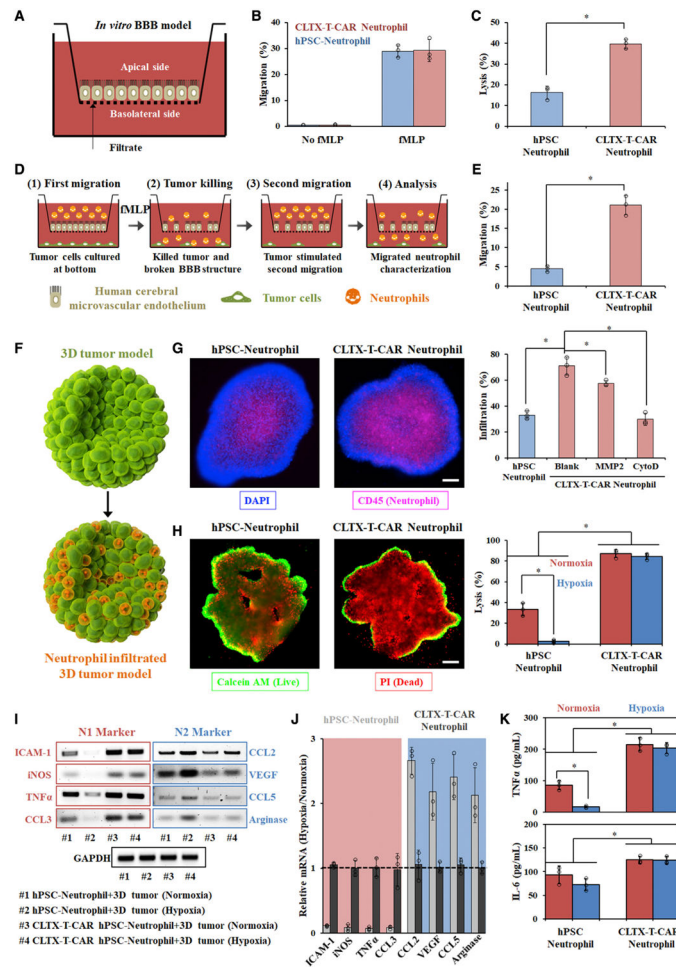 A
In vitro BBB model
Apical side
Basolateral side
Filtrate
B
CLTX-T-CAR Neutrophil
hPSC-Neutrophil
Migration (%)
40
30
20
10
0
No fMLP
fMLP
C
Lysis (%)
50
40
30
20
10
0
*
hPSC
Neutrophil
CLTX-T-CAR
Neutrophil
D
(1) First migration
(2) Tumor killing
(3) Second migration
(4) Analysis
fMLP
Tumor cells cultured
at bottom
Killed tumor and
broken BBB structure
Tumor stimulated
second migration
Migrated neutrophil
characterization
Human cerebral
microvascular endothelium
Tumor cells
Neutrophils
E
Migration (%)
30
25
20
15
10
5
0
*
hPSC
Neutrophil
CLTX-T-CAR
Neutrophil
F
3D tumor model
Neutrophil infiltrated
3D tumor model
G
hPSC-Neutrophil
CLTX-T-CAR Neutrophil
DAPI
CD45 (Neutrophil)
Infiltration (%)
100
80
60
40
20
0
*
*
*
hPSC
Neutrophil
Blank
MMP2
CytoD
CLTX-T-CAR Neutrophil
H
hPSC-Neutrophil
CLTX-T-CAR Neutrophil
Calcein AM (Live)
PI (Dead)
Lysis (%)
100
80
60
40
20
0
*
*
Normoxia
Hypoxia
hPSC
Neutrophil
CLTX-T-CAR
Neutrophil
I
N1 Marker
N2 Marker
ICAM-1
CCL2
iNOS
VEGF
TNFα
CCL5
CCL3
Arginase
#1 #2 #3 #4
#1 #2 #3 #4
GAPDH
#1 #2 #3 #4
#1 hPSC-Neutrophil+3D tumor (Normoxia)
#2 hPSC-Neutrophil+3D tumor (Hypoxia)
#3 CLTX-T-CAR hPSC-Neutrophil+3D tumor (Normoxia)
#4 CLTX-T-CAR hPSC-Neutrophil+3D tumor (Hypoxia)
J
hPSC-Neutrophil
CLTX-T-CAR
Neutrophil
Relative mRNA (Hypoxia/Normoxia)
3
2
1
0
ICAM-1
iNOS
TNFα
CCL3
CCL2
VEGF
CCL5
Arginase
K
Normoxia
Hypoxia
TNFα (pg/mL)
300
200
100
0
*
*
IL-6 (pg/mL)
200
150
100
50
0
*
hPSC
Neutrophil
CLTX-T-CAR
Neutrophil